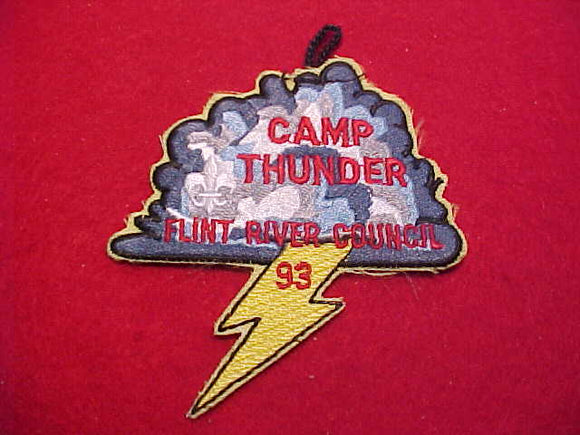 CAMP
THUNDER
FLINT RIVER COUNCIL
93